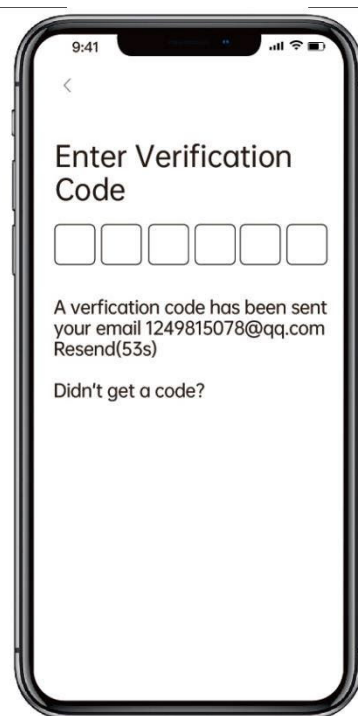 9:41
Enter Verification
Code
A verfication code has been sent
your email 1249815078@qq.com
Resend(53s)
Didn't get a code?